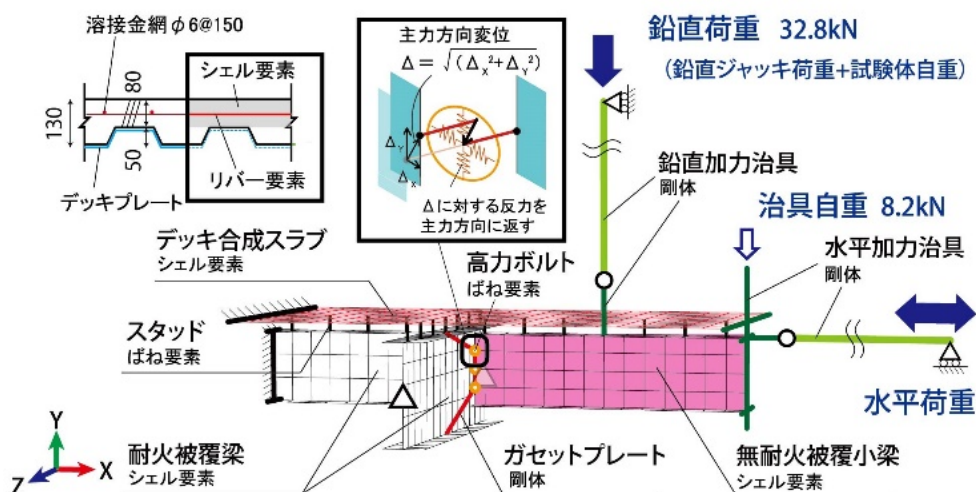 溶接金網φ6@150
シェル要素
80
130
50
リバー要素
デッキプレート
主力方向変位
Δ = √(ΔX²+ΔY²)
ΔY
ΔX
Δに対する反力を
主力方向に返す
鉛直荷重 32.8kN
(鉛直ジャッキ荷重+試験体自重)
鉛直加力治具
剛体
治具自重 8.2kN
水平加力治具
剛体
デッキ合成スラブ
シェル要素
高力ボルト
ばね要素
スタッド
ばね要素
水平荷重
耐火被覆梁
シェル要素
ガセットプレート
剛体
無耐火被覆小梁
シェル要素
Y
X
Z